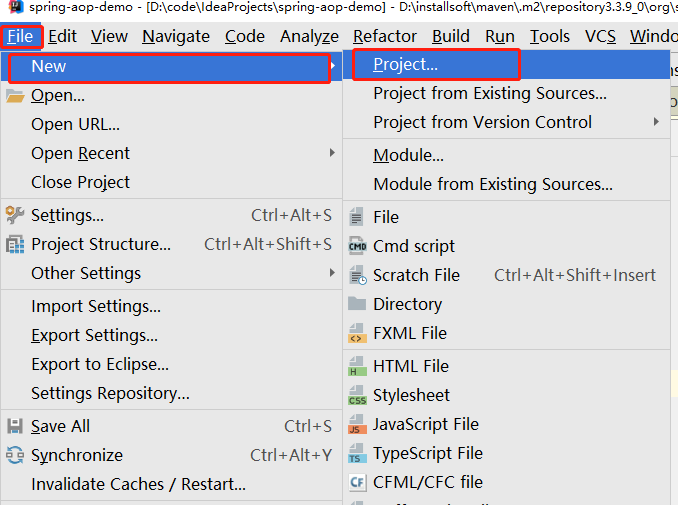 spring-aop-demo - [D:\code\IdeaProjects\spring-aop-demo] - D:\installsoft\maven\.m2\repository3.3.9_0\org\s
File Edit View Navigate Code Analyze Refactor Build Run Tools VCS Windo
New
Open...
Open URL...
Open Recent
Close Project
Settings... Ctrl+Alt+S
Project Structure... Ctrl+Alt+Shift+S
Other Settings
Import Settings...
Export Settings...
Export to Eclipse...
Settings Repository...
Save All Ctrl+S
Synchronize Ctrl+Alt+Y
Invalidate Caches / Restart...
Project...
Project from Existing Sources...
Project from Version Control
Module...
Module from Existing Sources...
File
CMD Cmd script
Scratch File Ctrl+Alt+Shift+Insert
Directory
FXML File
H HTML File
CSS Stylesheet
JS JavaScript File
TS TypeScript File
CF CFML/CFC file